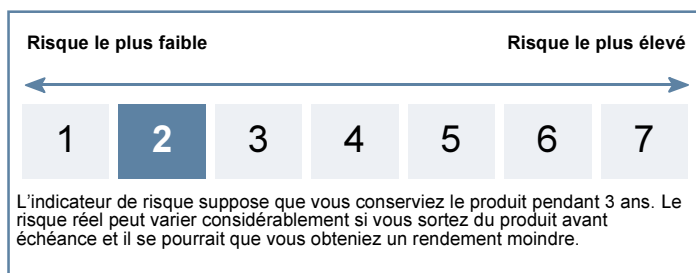 Risque le plus faible Risque le plus élevé
1 2 3 4 5 6 7
L'indicateur de risque suppose que vous conserviez le produit pendant 3 ans. Le
risque réel peut varier considérablement si vous sortez du produit avant
échéance et il se pourrait que vous obteniez un rendement moindre.